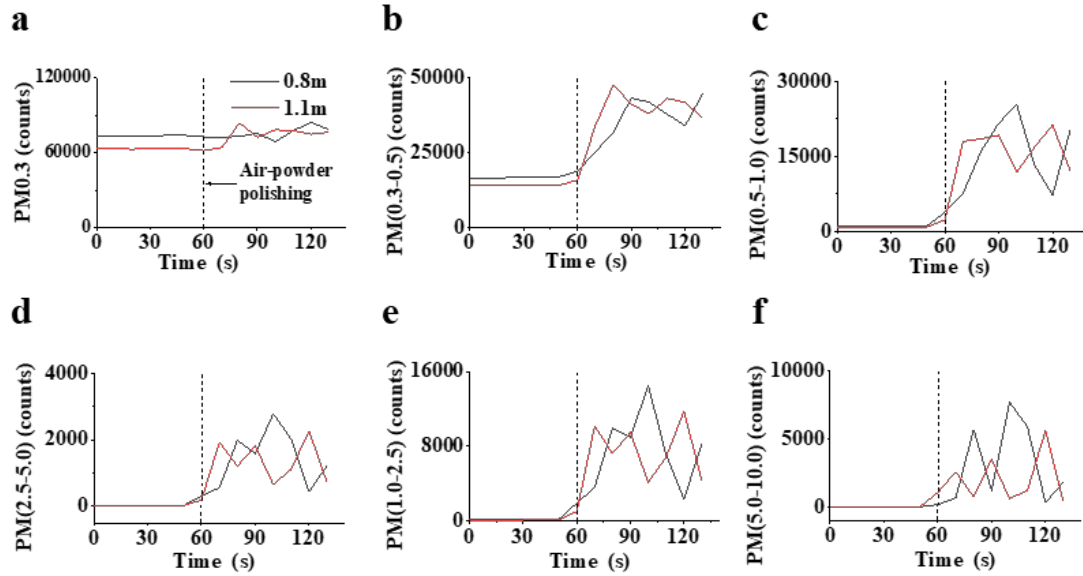 a
PM0.3 (counts)
120000
60000
0
0.8m
1.1m
Air-powder
polishing
0 30 60 90 120
Time (s)
b
PM(0.3-0.5) (counts)
50000
25000
0
0 30 60 90 120
Time (s)
c
PM(0.5-1.0) (counts)
30000
15000
0
0 30 60 90 120
Time (s)
d
PM(2.5-5.0) (counts)
4000
2000
0
0 30 60 90 120
Time (s)
e
PM(1.0-2.5) (counts)
16000
8000
0
0 30 60 90 120
Time (s)
f
PM(5.0-10.0) (counts)
10000
5000
0
0 30 60 90 120
Time (s)